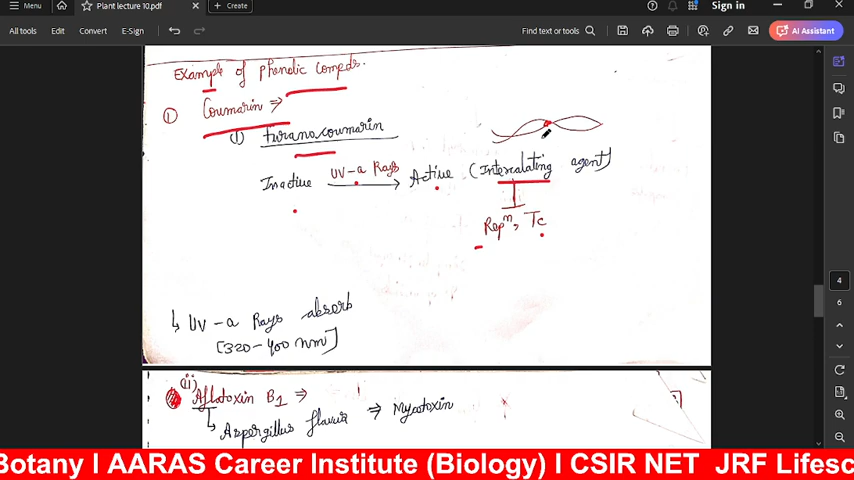 Menu
Plant lecture 10.pdf
+ Create
Sign in
All tools
Edit
Convert
E-Sign
Find text or tools
AI Assistant
Example of phenolic compds.
① Coumarin ⇒
(i) furanocoumarin
Inactive UV-a Rays → Active (Intercalating agent)
Repⁿ, Tc
↳ UV-a Rays absorb
[320-400 nm]
(ii) Aflatoxin B₁ ⇒
↳ Aspergillus flavus ⇒ Mycotoxin
4
6
Botany I AARAS Career Institute (Biology) I CSIR NET JRF Lifesc